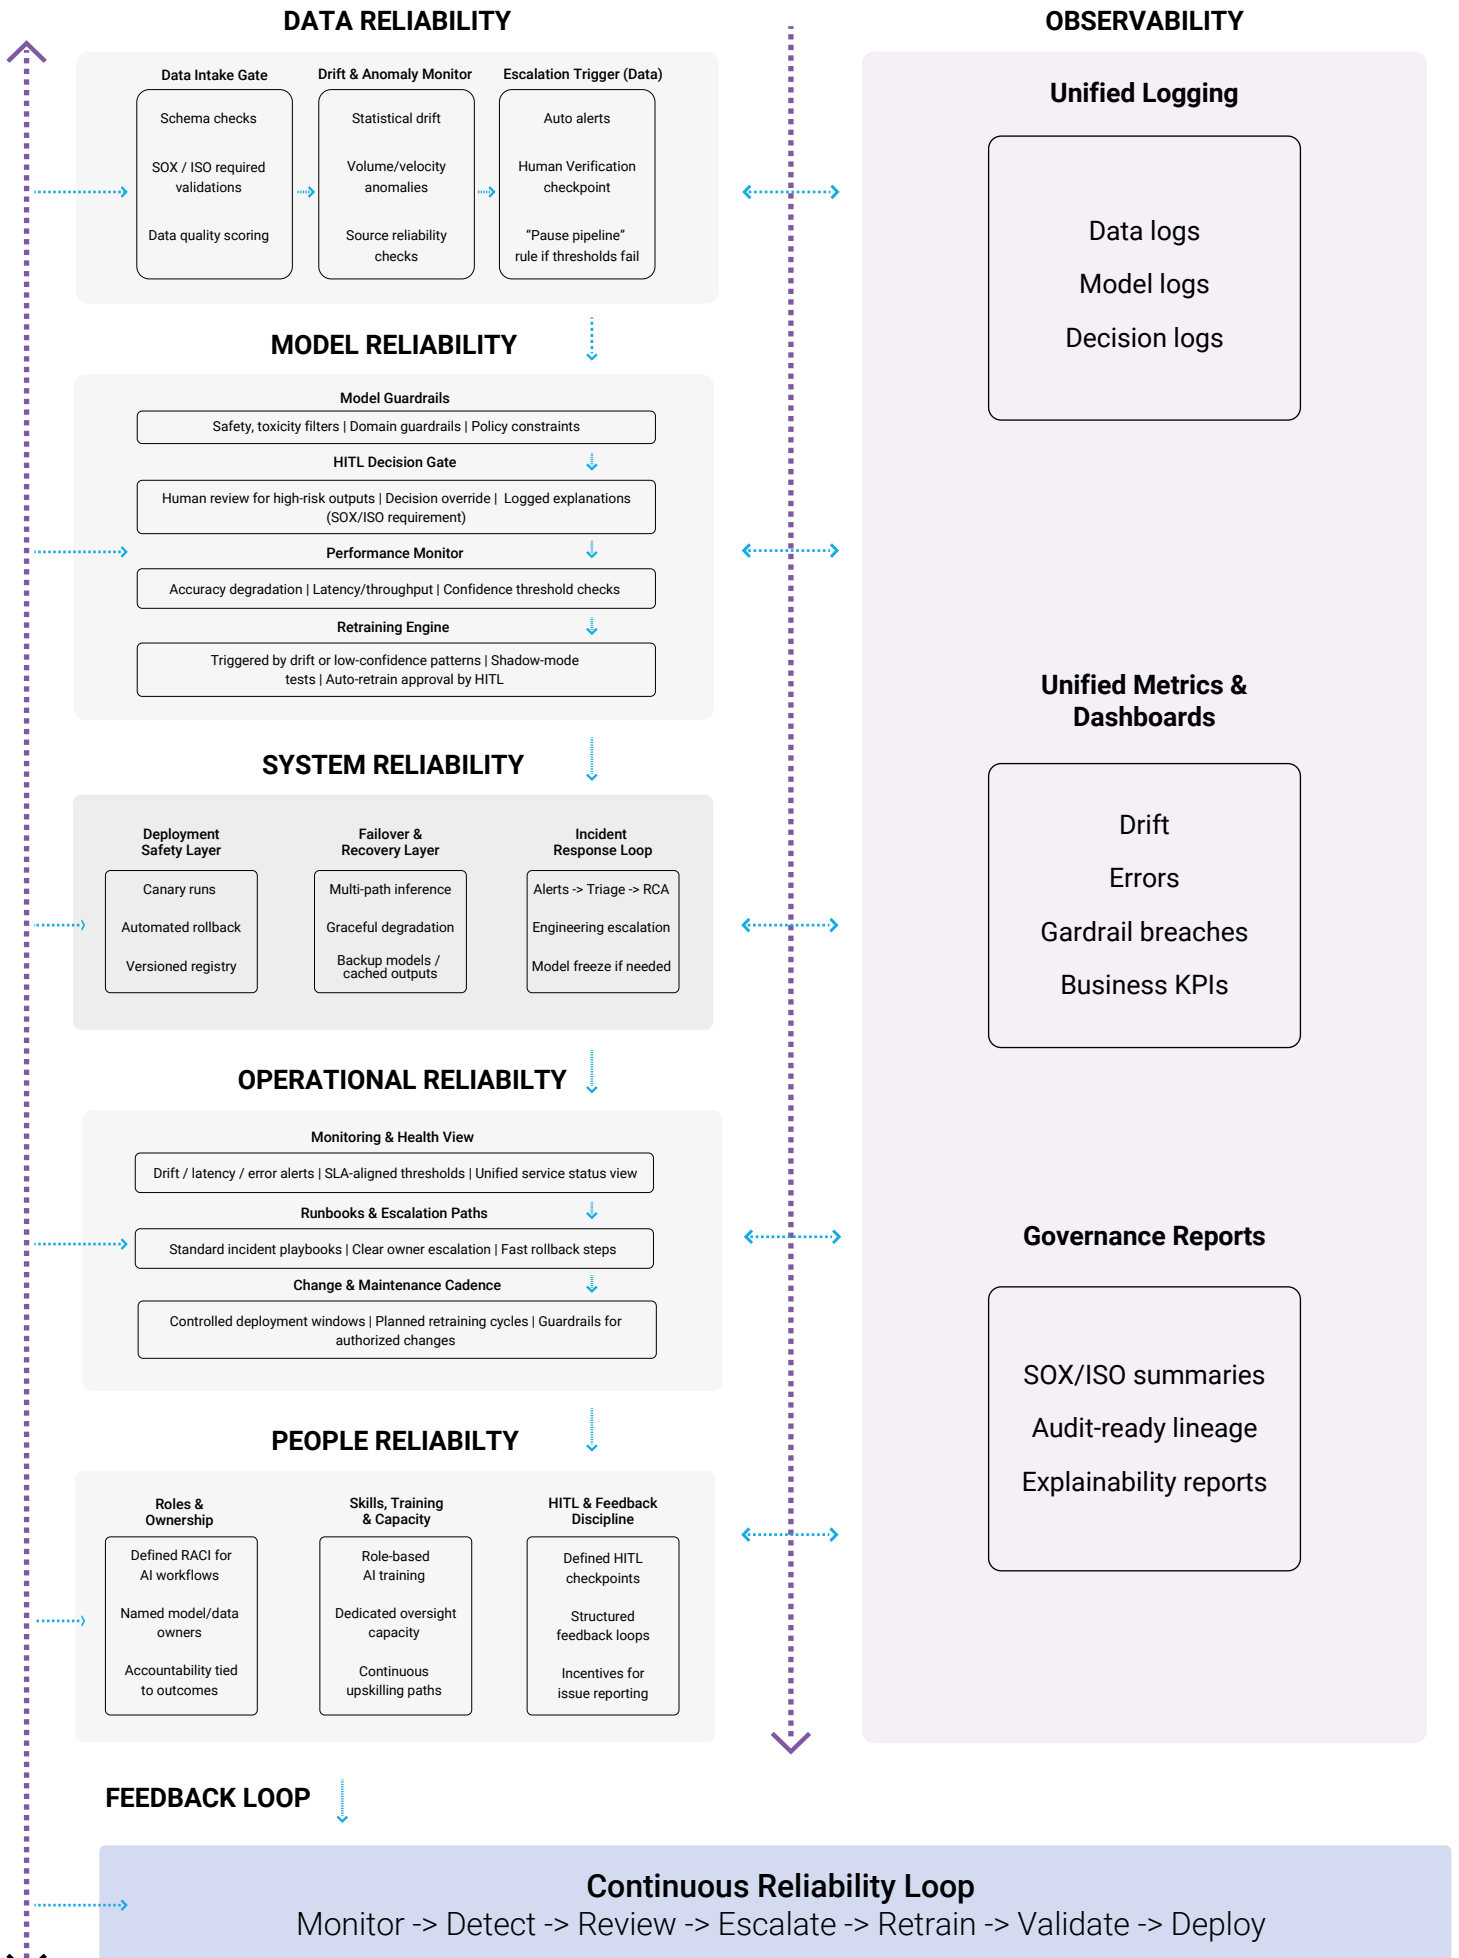 DATA RELIABILITY
Data Intake Gate
Schema checks
SOX / ISO required
validations
Data quality scoring
Drift & Anomaly Monitor
Statistical drift
Volume/velocity
anomalies
Source reliability
checks
Escalation Trigger (Data)
Auto alerts
Human Verification
checkpoint
“Pause pipeline”
rule if thresholds fail
MODEL RELIABILITY
Model Guardrails
Safety, toxicity filters | Domain guardrails | Policy constraints
HITL Decision Gate
Human review for high-risk outputs | Decision override | Logged explanations
(SOX/ISO requirement)
Performance Monitor
Accuracy degradation | Latency/throughput | Confidence threshold checks
Retraining Engine
Triggered by drift or low-confidence patterns | Shadow-mode
tests | Auto-retrain approval by HITL
SYSTEM RELIABILITY
Deployment
Safety Layer
Canary runs
Automated rollback
Versioned registry
Failover &
Recovery Layer
Multi-path inference
Graceful degradation
Backup models /
cached outputs
Incident
Response Loop
Alerts -> Triage -> RCA
Engineering escalation
Model freeze if needed
OPERATIONAL RELIABILTY
Monitoring & Health View
Drift / latency / error alerts | SLA-aligned thresholds | Unified service status view
Runbooks & Escalation Paths
Standard incident playbooks | Clear owner escalation | Fast rollback steps
Change & Maintenance Cadence
Controlled deployment windows | Planned retraining cycles | Guardrails for
authorized changes
PEOPLE RELIABILTY
Roles &
Ownership
Defined RACI for
AI workflows
Named model/data
owners
Accountability tied
to outcomes
Skills, Training
& Capacity
Role-based
AI training
Dedicated oversight
capacity
Continuous
upskilling paths
HITL & Feedback
Discipline
Defined HITL
checkpoints
Structured
feedback loops
Incentives for
issue reporting
OBSERVABILITY
Unified Logging
Data logs
Model logs
Decision logs
Unified Metrics &
Dashboards
Drift
Errors
Gardrail breaches
Business KPIs
Governance Reports
SOX/ISO summaries
Audit-ready lineage
Explainability reports
FEEDBACK LOOP
Continuous Reliability Loop
Monitor -> Detect -> Review -> Escalate -> Retrain -> Validate -> Deploy